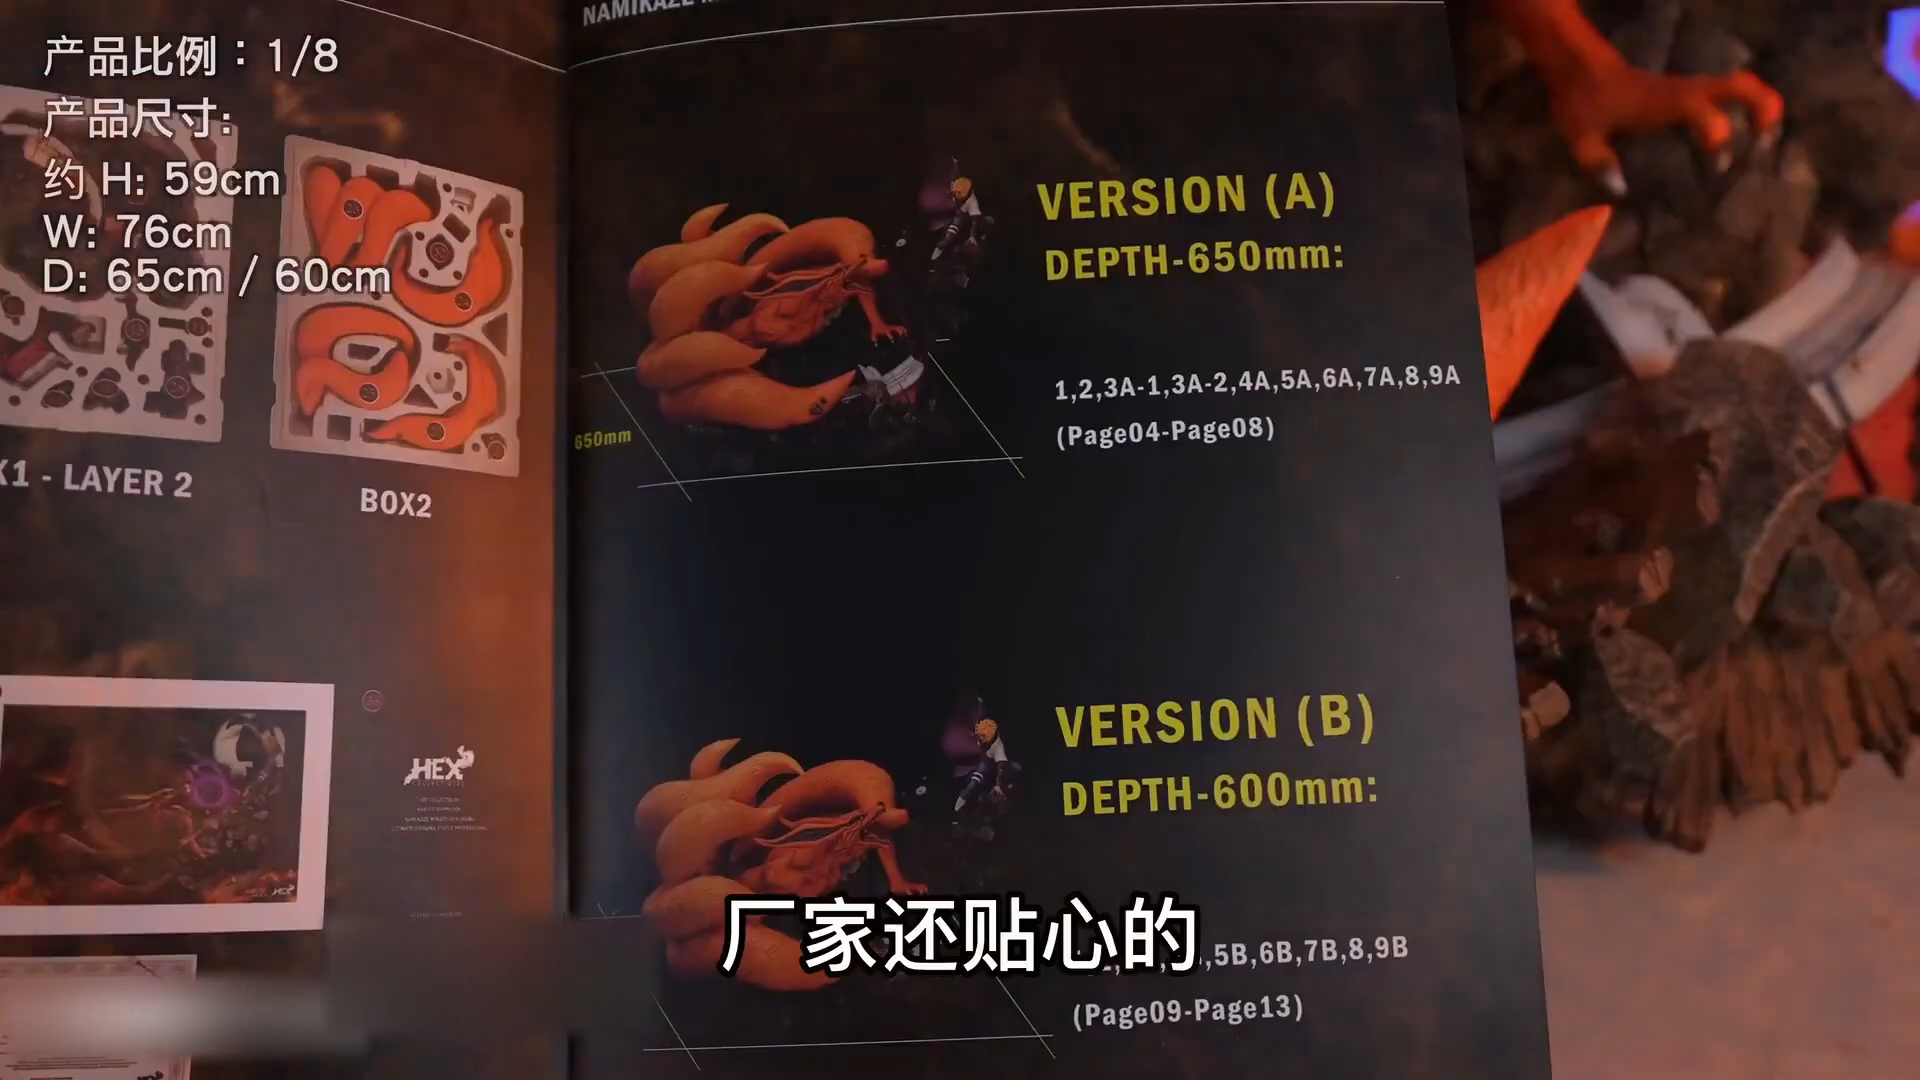 产品比例：1/8
产品尺寸:
约 H: 59cm
W: 76cm
D: 65cm / 60cm
NAMIKAZE
VERSION (A)
DEPTH-650mm:
1,2,3A-1,3A-2,4A,5A,6A,7A,8,9A
(Page04-Page08)
650mm
- LAYER 2
BOX2
VERSION (B)
DEPTH-600mm:
,5B,6B,7B,8,9B
(Page09-Page13)
HEX
厂家还贴心的